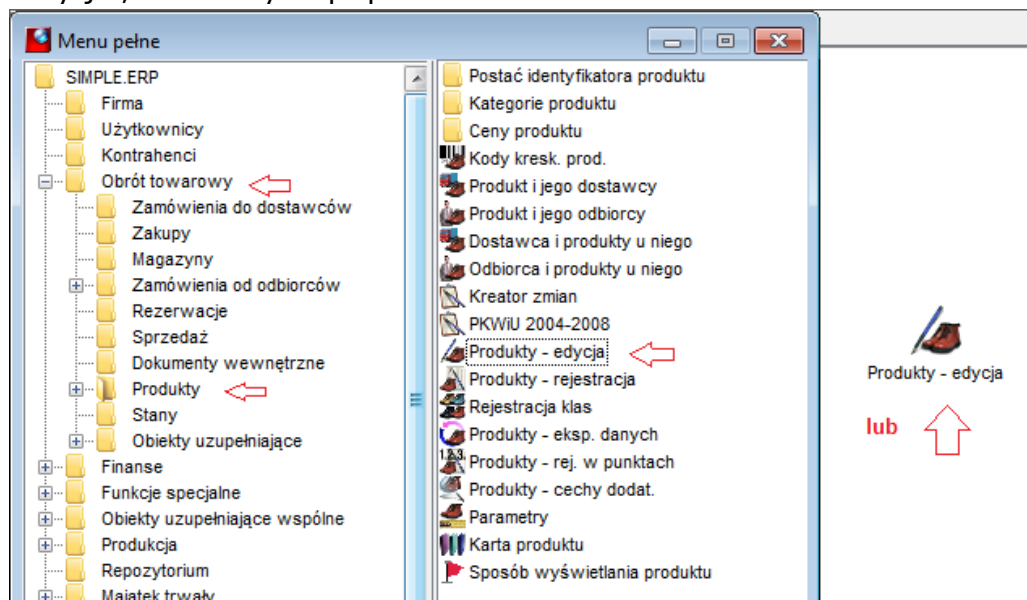 Menu pełne
SIMPLE.ERP
Firma
Użytkownicy
Kontrahenci
Obrót towarowy
Zamówienia do dostawców
Zakupy
Magazyny
Zamówienia od odbiorców
Rezerwacje
Sprzedaż
Dokumenty wewnętrzne
Produkty
Stany
Obiekty uzupełniające
Finanse
Funkcje specjalne
Obiekty uzupełniające wspólne
Produkcja
Repozytorium
Majątek trwały
Postać identyfikatora produktu
Kategorie produktu
Ceny produktu
Kody kresk. prod.
Produkt i jego dostawcy
Produkt i jego odbiorcy
Dostawca i produkty u niego
Odbiorca i produkty u niego
Kreator zmian
PKWiU 2004-2008
Produkty - edycja
Produkty - rejestracja
Rejestracja klas
Produkty - eksp. danych
Produkty - rej. w punktach
Produkty - cechy dodat.
Parametry
Karta produktu
Sposób wyświetlania produktu
Produkty - edycja
lub